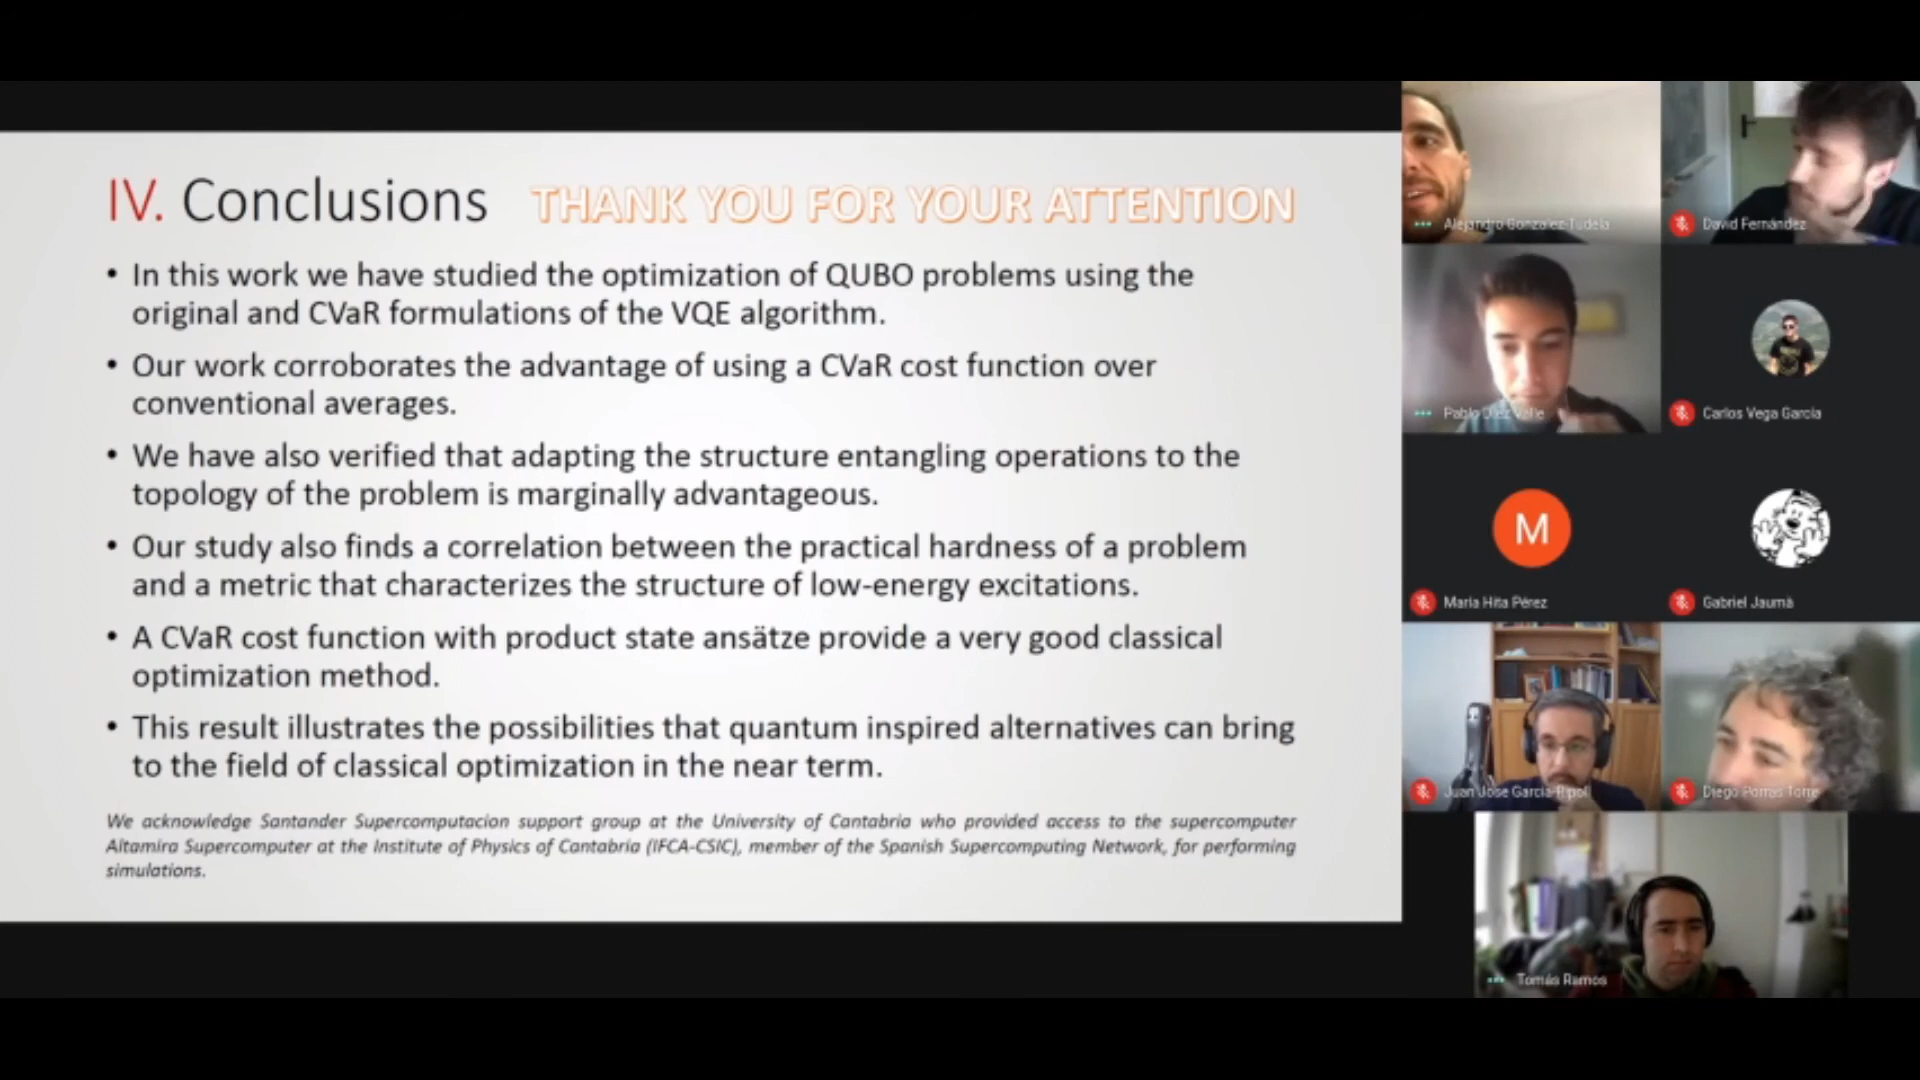 IV. Conclusions THANK YOU FOR YOUR ATTENTION
• In this work we have studied the optimization of QUBO problems using the
original and CVaR formulations of the VQE algorithm.
• Our work corroborates the advantage of using a CVaR cost function over
conventional averages.
• We have also verified that adapting the structure entangling operations to the
topology of the problem is marginally advantageous.
• Our study also finds a correlation between the practical hardness of a problem
and a metric that characterizes the structure of low-energy excitations.
• A CVaR cost function with product state ansätze provide a very good classical
optimization method.
• This result illustrates the possibilities that quantum inspired alternatives can bring
to the field of classical optimization in the near term.
We acknowledge Santander Supercomputacion support group at the University of Cantabria who provided access to the supercomputer
Altamira Supercomputer at the Institute of Physics of Cantabria (IFCA-CSIC), member of the Spanish Supercomputing Network, for performing
simulations.
Alejandro Gonzalez-Tudela
David Fernández
Pablo Díez Valle
Carlos Vega García
M
María Hita Pérez
Gabriel Jaumà
Juan José García-Ripoll
Diego Porras Torre
Tomás Ramos